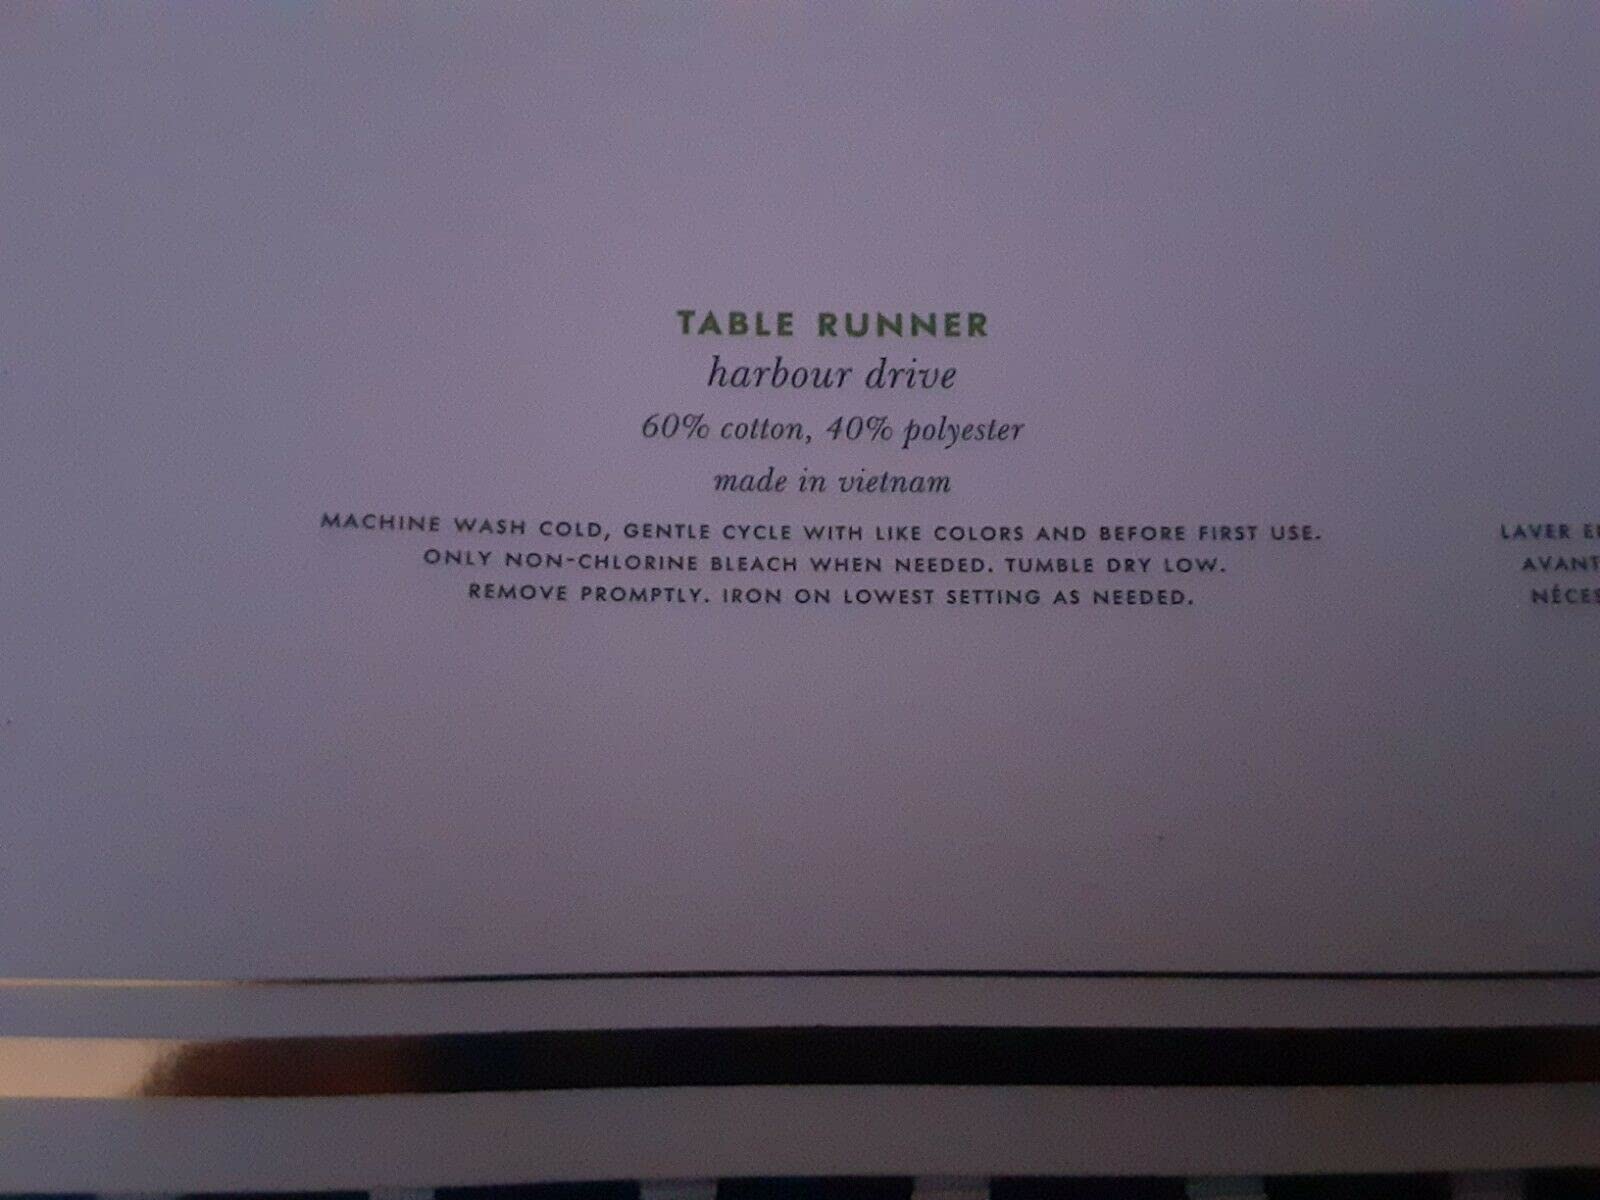 TABLE RUNNER
harbour drive
60% cotton, 40% polyester
made in vietnam
MACHINE WASH COLD, GENTLE CYCLE WITH LIKE COLORS AND BEFORE FIRST USE.
ONLY NON-CHLORINE BLEACH WHEN NEEDED. TUMBLE DRY LOW.
REMOVE PROMPTLY. IRON ON LOWEST SETTING AS NEEDED.
LAVER
AVANT